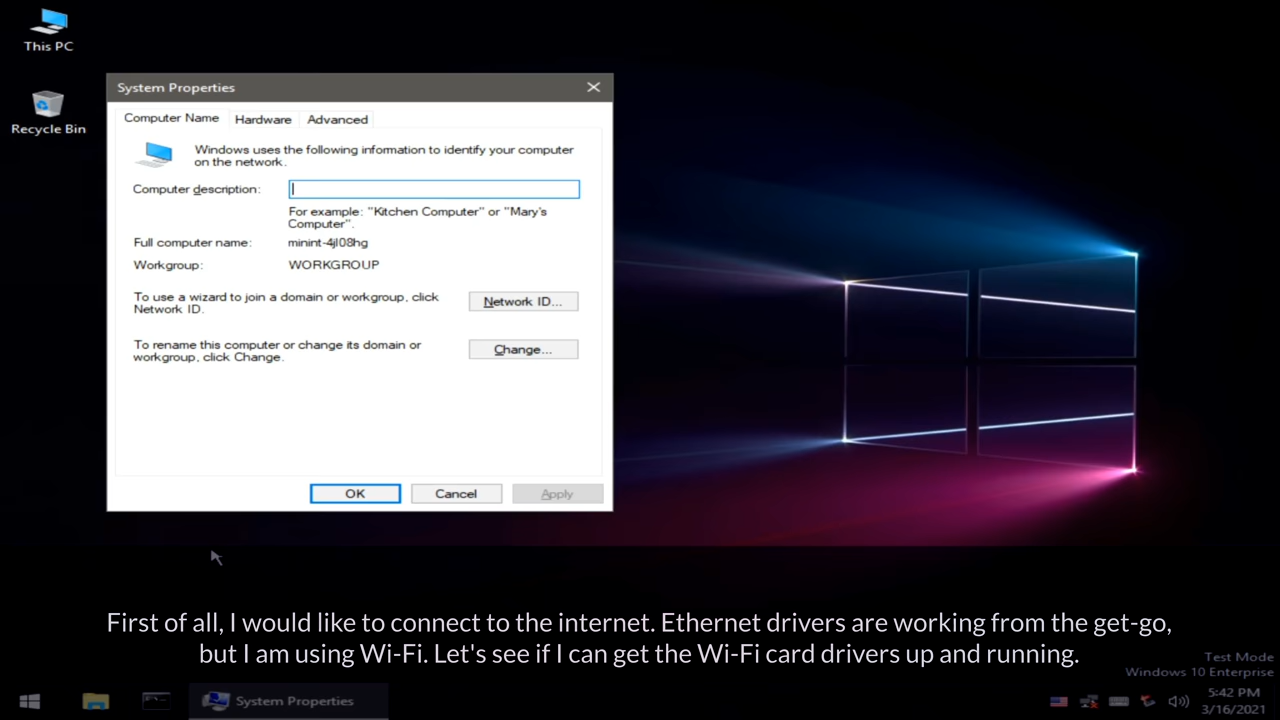 This PC
Recycle Bin
System Properties
Computer Name Hardware Advanced
Windows uses the following information to identify your computer
on the network.
Computer description:
For example: "Kitchen Computer" or "Mary's
Computer".
Full computer name: minint-4jl08hg
Workgroup: WORKGROUP
To use a wizard to join a domain or workgroup, click
Network ID.
Network ID...
To rename this computer or change its domain or
workgroup, click Change.
Change...
OK Cancel Apply
First of all, I would like to connect to the internet. Ethernet drivers are working from the get-go,
but I am using Wi-Fi. Let's see if I can get the Wi-Fi card drivers up and running.
Test Mode
Windows 10 Enterprise
System Properties
5:42 PM
3/16/2021